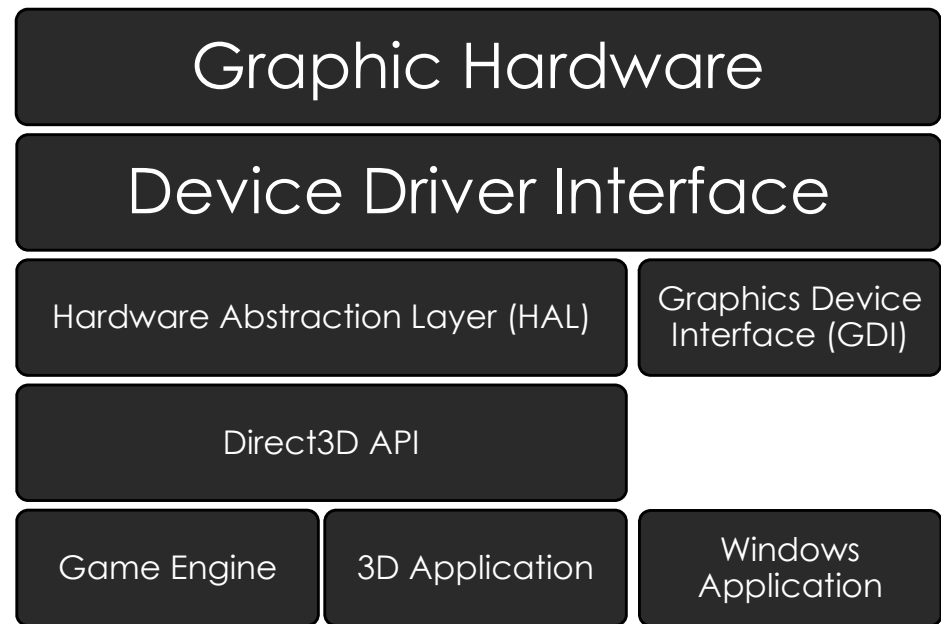 Graphic Hardware
Device Driver Interface
Hardware Abstraction Layer (HAL)
Graphics Device
Interface (GDI)
Direct3D API
Game Engine
3D Application
Windows
Application